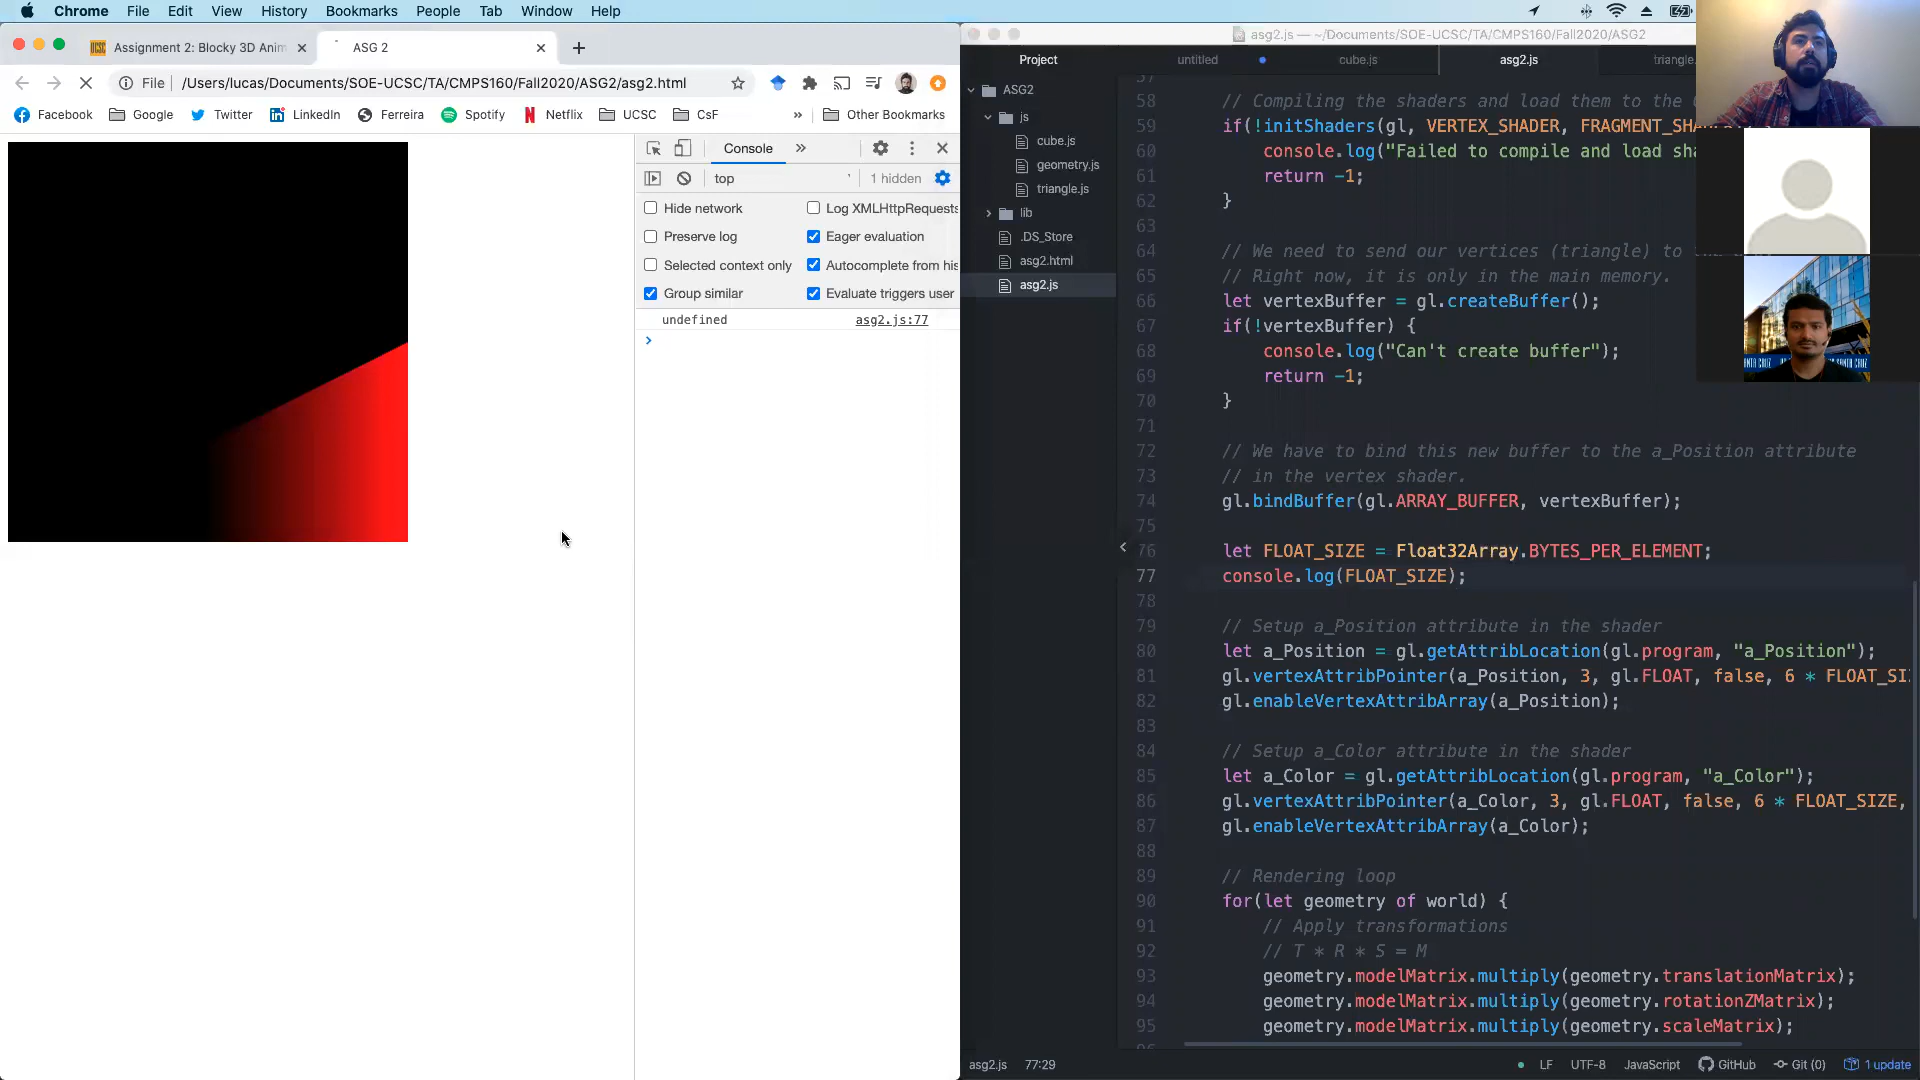 Chrome File Edit View History Bookmarks People Tab Window Help
Assignment 2: Blocky 3D Anim
ASG 2
File /Users/lucas/Documents/SOE-UCSC/TA/CMPS160/Fall2020/ASG2/asg2.html
Facebook Google Twitter LinkedIn Ferreira Spotify Netflix UCSC CsF » Other Bookmarks
Console »
top 1 hidden
Hide network Log XMLHttpRequests
Preserve log Eager evaluation
Selected context only Autocomplete from his
Group similar Evaluate triggers user
undefined asg2.js:77
asg2.js — ~/Documents/SOE-UCSC/TA/CMPS160/Fall2020/ASG2
Project untitled cube.js asg2.js triangle.
ASG2
js
cube.js
geometry.js
triangle.js
lib
.DS_Store
asg2.html
asg2.js
57
58 // Compiling the shaders and load them to the
59 if(!initShaders(gl, VERTEX_SHADER, FRAGMENT_SHA
60 console.log("Failed to compile and load sha
61 return -1;
62 }
63
64 // We need to send our vertices (triangle) to
65 // Right now, it is only in the main memory.
66 let vertexBuffer = gl.createBuffer();
67 if(!vertexBuffer) {
68 console.log("Can't create buffer");
69 return -1;
70 }
71
72 // We have to bind this new buffer to the a_Position attribute
73 // in the vertex shader.
74 gl.bindBuffer(gl.ARRAY_BUFFER, vertexBuffer);
75
76 let FLOAT_SIZE = Float32Array.BYTES_PER_ELEMENT;
77 console.log(FLOAT_SIZE);
78
79 // Setup a_Position attribute in the shader
80 let a_Position = gl.getAttribLocation(gl.program, "a_Position");
81 gl.vertexAttribPointer(a_Position, 3, gl.FLOAT, false, 6 * FLOAT_SI
82 gl.enableVertexAttribArray(a_Position);
83
84 // Setup a_Color attribute in the shader
85 let a_Color = gl.getAttribLocation(gl.program, "a_Color");
86 gl.vertexAttribPointer(a_Color, 3, gl.FLOAT, false, 6 * FLOAT_SIZE,
87 gl.enableVertexAttribArray(a_Color);
88
89 // Rendering loop
90 for(let geometry of world) {
91 // Apply transformations
92 // T * R * S = M
93 geometry.modelMatrix.multiply(geometry.translationMatrix);
94 geometry.modelMatrix.multiply(geometry.rotationZMatrix);
95 geometry.modelMatrix.multiply(geometry.scaleMatrix);
asg2.js 77:29 LF UTF-8 JavaScript GitHub Git (0) 1 update